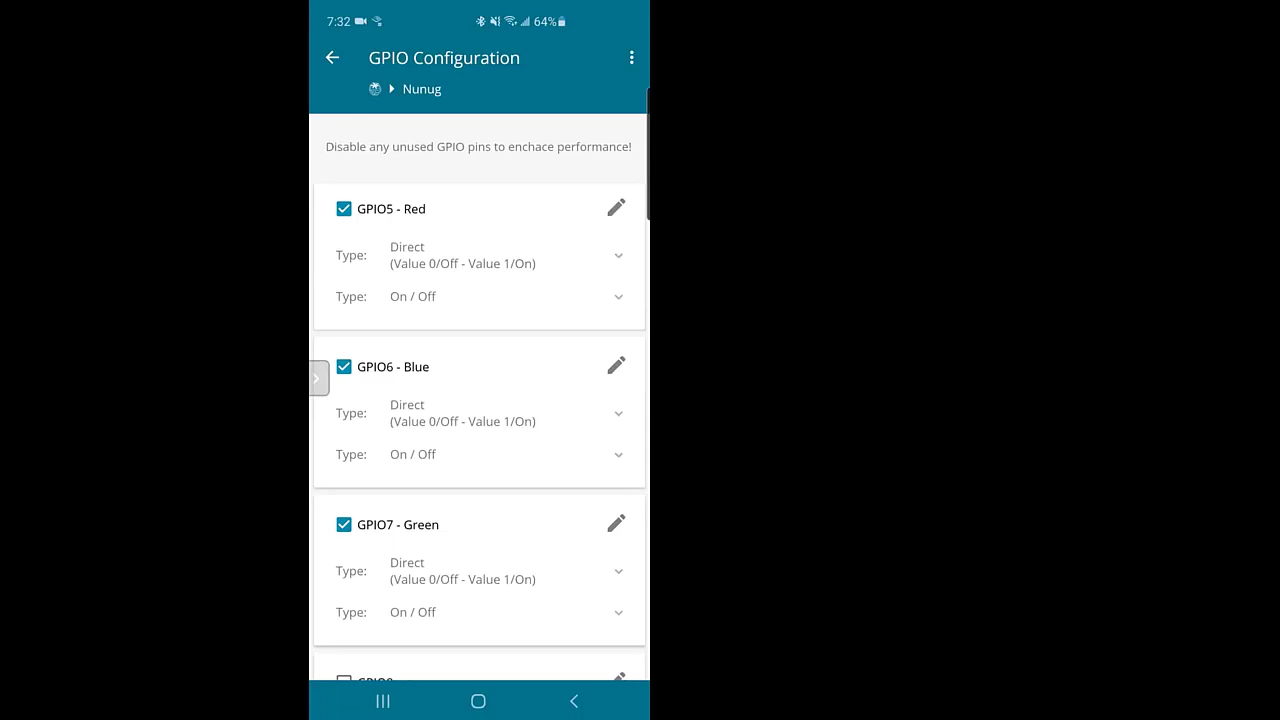 7:32 64%
GPIO Configuration
Nunug
Disable any unused GPIO pins to enchace performance!
GPIO5 - Red
Type: Direct
(Value 0/Off - Value 1/On)
Type: On / Off
GPIO6 - Blue
Type: Direct
(Value 0/Off - Value 1/On)
Type: On / Off
GPIO7 - Green
Type: Direct
(Value 0/Off - Value 1/On)
Type: On / Off